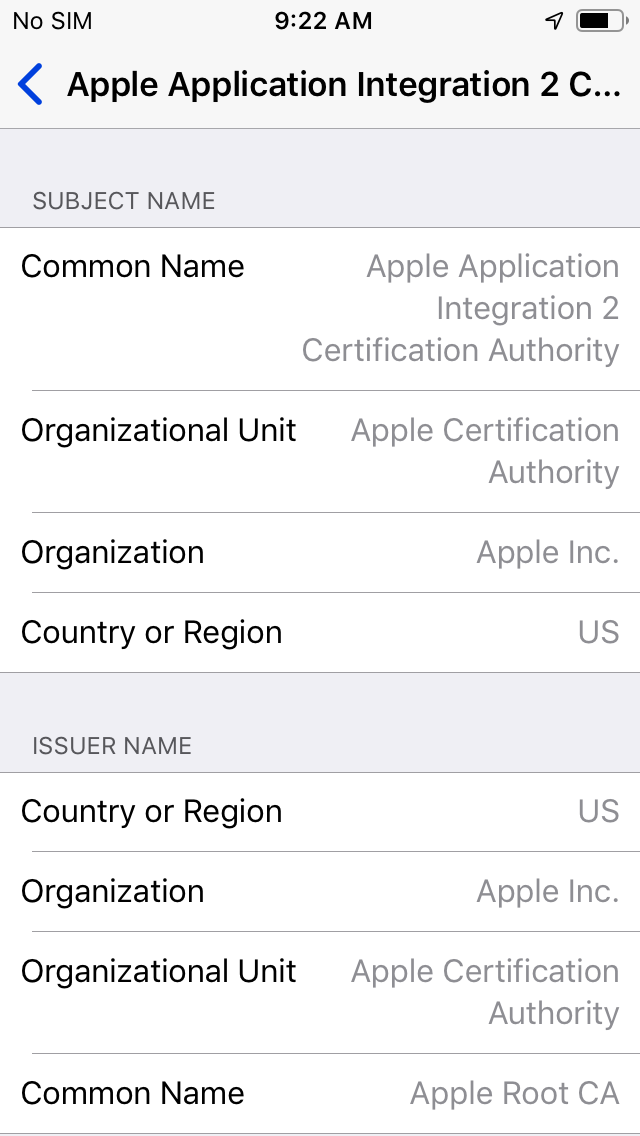 No SIM 9:22 AM
Apple Application Integration 2 C...
SUBJECT NAME
Common Name Apple Application
Integration 2
Certification Authority
Organizational Unit Apple Certification
Authority
Organization Apple Inc.
Country or Region US
ISSUER NAME
Country or Region US
Organization Apple Inc.
Organizational Unit Apple Certification
Authority
Common Name Apple Root CA